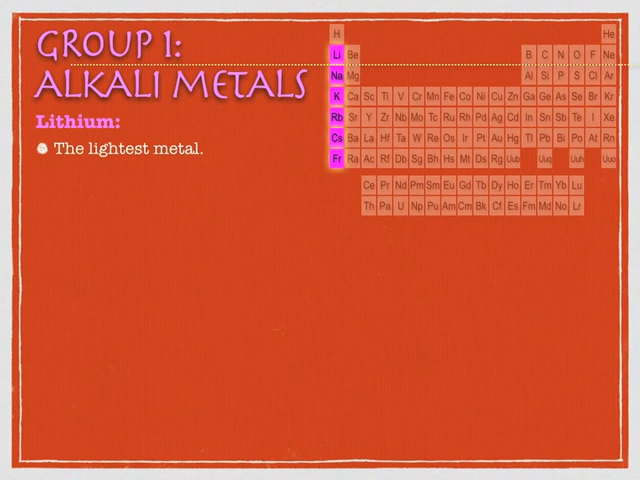 GROUP 1:
ALKALI METALS
Lithium:
The lightest metal.
H He
Li Be B C N O F Ne
Na Mg Al Si P S Cl Ar
K Ca Sc Ti V Cr Mn Fe Co Ni Cu Zn Ga Ge As Se Br Kr
Rb Sr Y Zr Nb Mo Tc Ru Rh Pd Ag Cd In Sn Sb Te I Xe
Cs Ba La Hf Ta W Re Os Ir Pt Au Hg Tl Pb Bi Po At Rn
Fr Ra Ac Rf Db Sg Bh Hs Mt Ds Rg Uub Uuq Uuh Uuo
Ce Pr Nd Pm Sm Eu Gd Tb Dy Ho Er Tm Yb Lu
Th Pa U Np Pu Am Cm Bk Cf Es Fm Md No Lr